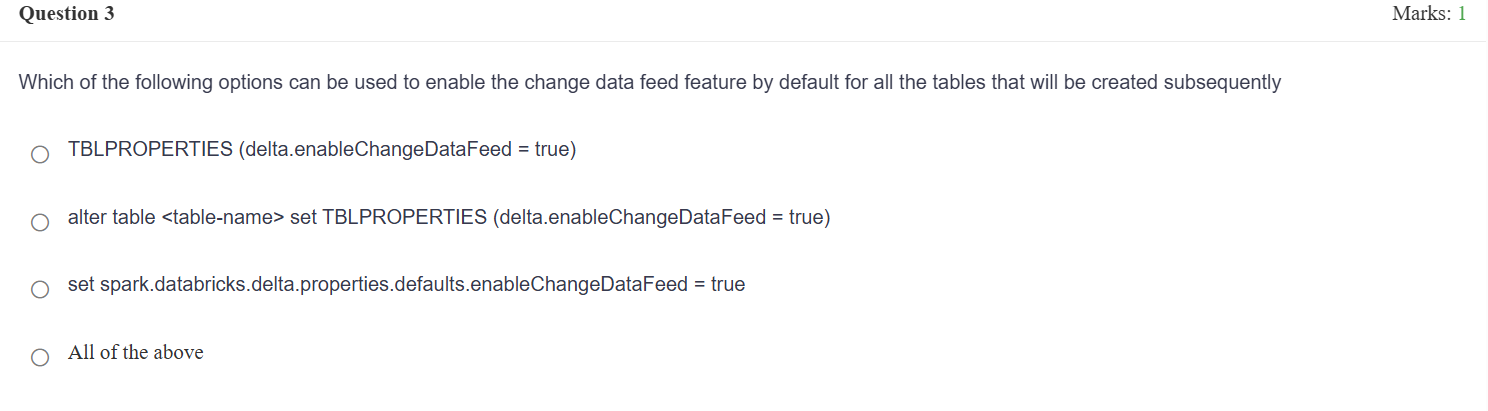 Question 3
Marks: 1
Which of the following options can be used to enable the change data feed feature by default for all the tables that will be created subsequently
TBLPROPERTIES (delta.enableChangeDataFeed = true)
alter table <table-name> set TBLPROPERTIES (delta.enableChangeDataFeed = true)
set spark.databricks.delta.properties.defaults.enableChangeDataFeed = true
All of the above